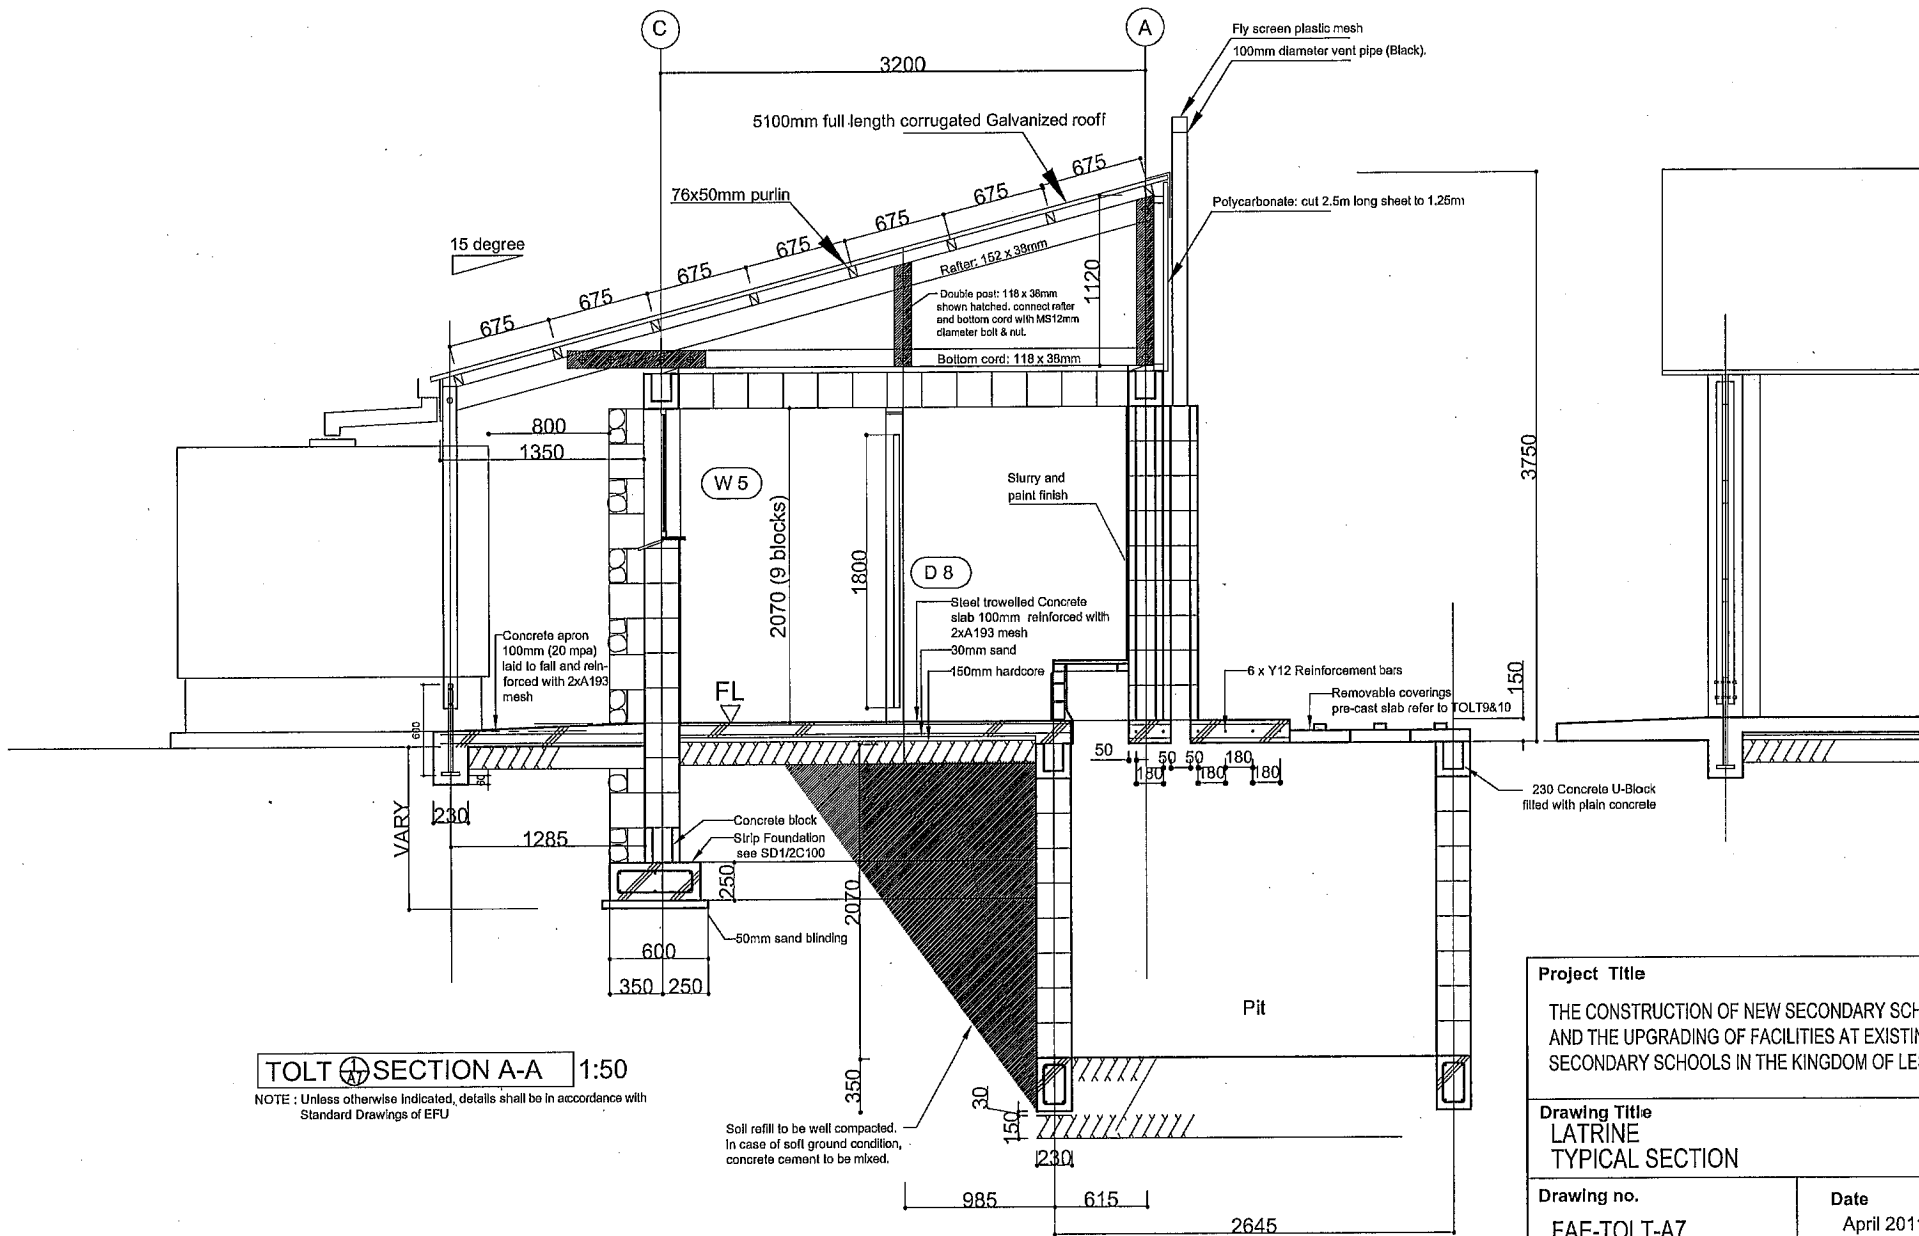 C
A
3200
Fly screen plastic mesh
100mm diameter vent pipe (Black).
5100mm full length corrugated Galvanized rooff
675
675
675
675
675
675
675
76x50mm purlin
Polycarbonate: cut 2.5m long sheet to 1.25m
15 degree
Rafter: 152 x 38mm
1120
Double post: 118 x 38mm
shown hatched. connect rafter
and bottom cord with MS12mm
diameter bolt & nut.
Bottom cord: 118 x 38mm
800
1350
W 5
2070 (9 blocks)
1800
D 8
Slurry and
paint finish
3750
Steel trowelled Concrete
slab 100mm reinforced with
2xA193 mesh
30mm sand
150mm hardcore
Concrete apron
100mm (20 mpa)
laid to fall and rein-
forced with 2xA193
mesh
FL
600
6 x Y12 Reinforcement bars
Removable coverings
pre-cast slab refer to TOLT9&10
150
50
50
50
180
180
180
180
230 Concrete U-Block
filled with plain concrete
VARY
230
1285
Concrete block
Strip Foundation
see SD1/2C100
250
2070
50mm sand blinding
600
350
250
Pit
350
30
150
230
Soil refill to be well compacted.
In case of soft ground condition,
concrete cement to be mixed.
985
615
2645
TOLT 1 A7 SECTION A-A 1:50
NOTE : Unless otherwise indicated, details shall be in accordance with
Standard Drawings of EFU
Project Title
THE CONSTRUCTION OF NEW SECONDARY SCH
AND THE UPGRADING OF FACILITIES AT EXISTIN
SECONDARY SCHOOLS IN THE KINGDOM OF LE
Drawing Title
LATRINE
TYPICAL SECTION
Drawing no.
EAF-TOLT-A7
Date
April 201